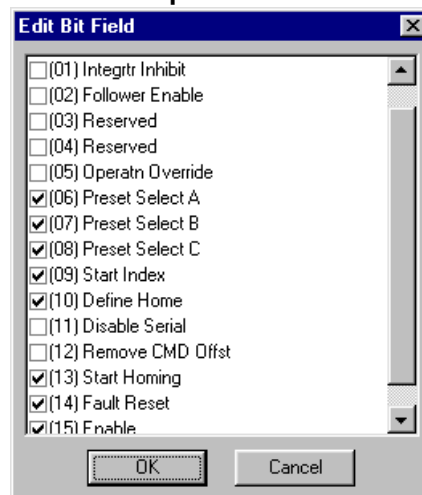 Edit Bit Field
(01) Integrtr Inhibit
(02) Follower Enable
(03) Reserved
(04) Reserved
(05) Operatn Override
(06) Preset Select A
(07) Preset Select B
(08) Preset Select C
(09) Start Index
(10) Define Home
(11) Disable Serial
(12) Remove CMD Offst
(13) Start Homing
(14) Fault Reset
(15) Enable
OK Cancel